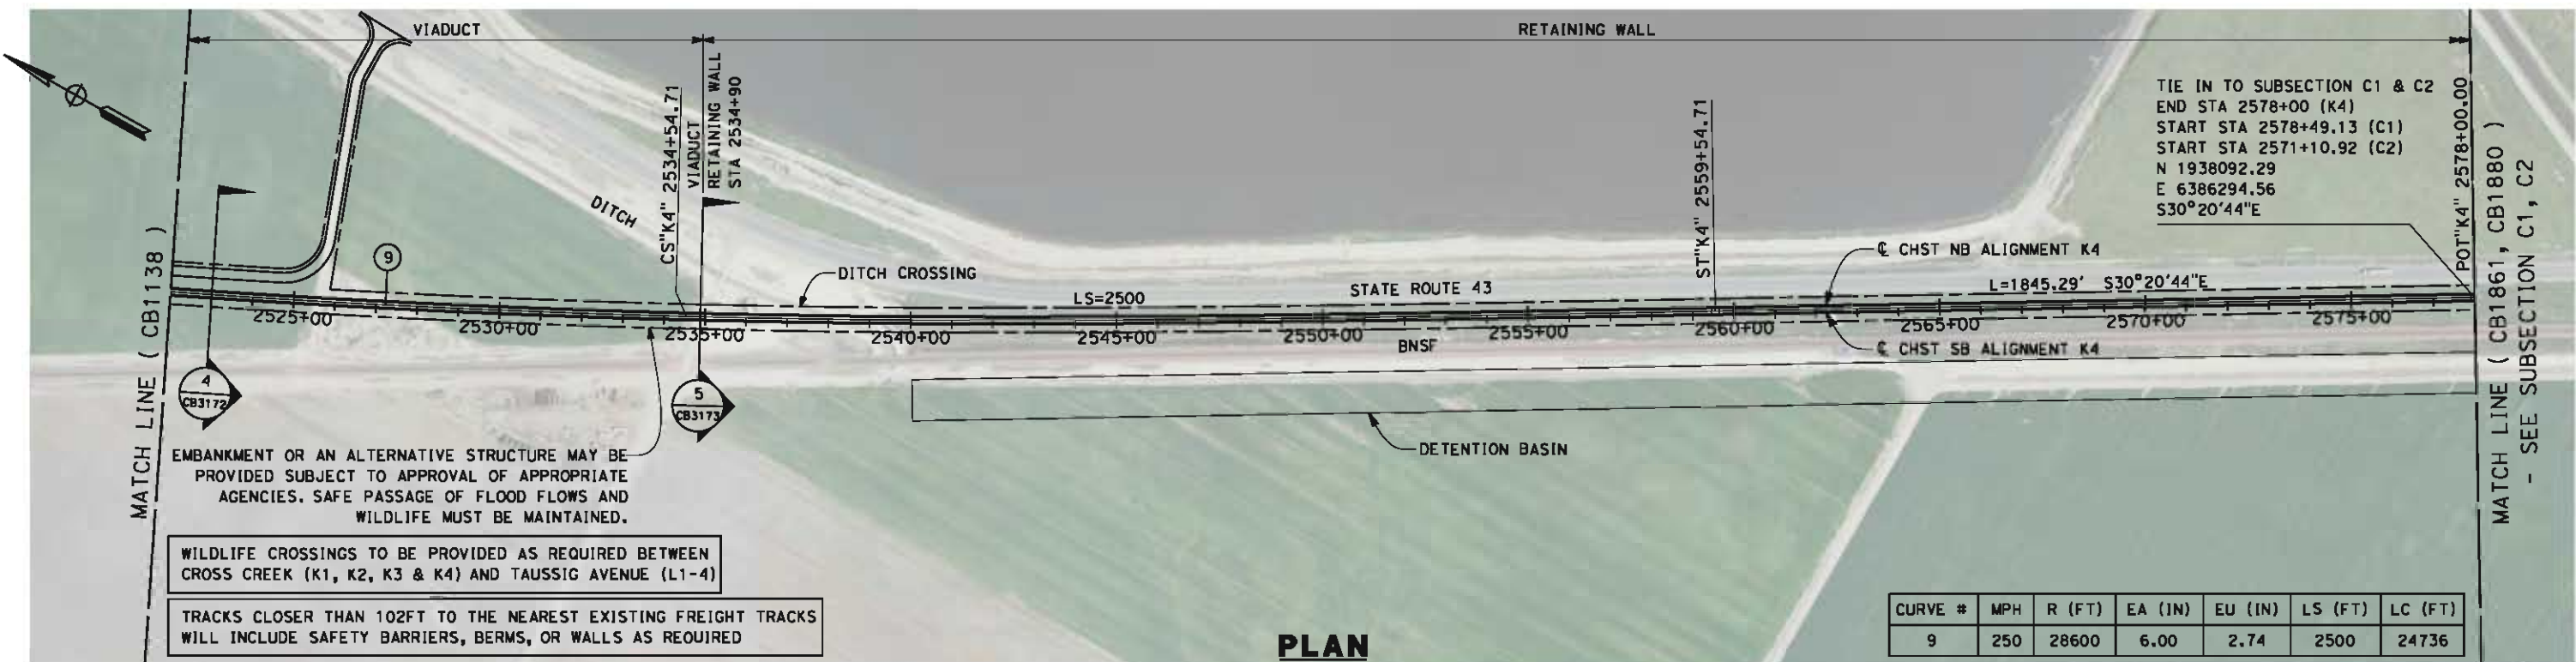 VIADUCT
RETAINING WALL
CS"K4" 2534+54.71
VIADUCT
RETAINING WALL
STA 2534+90
DITCH
9
DITCH CROSSING
LS=2500
STATE ROUTE 43
ST"K4" 2559+54.71
TIE IN TO SUBSECTION C1 & C2
END STA 2578+00 (K4)
START STA 2578+49.13 (C1)
START STA 2571+10.92 (C2)
N 1938092.29
E 6386294.56
S30°20'44"E
POT"K4" 2578+00.00
℄ CHST NB ALIGNMENT K4
L=1845.29' S30°20'44"E
2525+00
2530+00
2535+00
2540+00
2545+00
2550+00
2555+00
2560+00
2565+00
2570+00
2575+00
BNSF
℄ CHST SB ALIGNMENT K4
MATCH LINE ( CB1138 )
4
CB3172
5
CB3173
DETENTION BASIN
MATCH LINE ( CB1861, CB1880 )
- SEE SUBSECTION C1, C2
EMBANKMENT OR AN ALTERNATIVE STRUCTURE MAY BE
PROVIDED SUBJECT TO APPROVAL OF APPROPRIATE
AGENCIES. SAFE PASSAGE OF FLOOD FLOWS AND
WILDLIFE MUST BE MAINTAINED.
WILDLIFE CROSSINGS TO BE PROVIDED AS REQUIRED BETWEEN
CROSS CREEK (K1, K2, K3 & K4) AND TAUSSIG AVENUE (L1-4)
TRACKS CLOSER THAN 102FT TO THE NEAREST EXISTING FREIGHT TRACKS
WILL INCLUDE SAFETY BARRIERS, BERMS, OR WALLS AS REQUIRED
PLAN
CURVE # MPH R (FT) EA (IN) EU (IN) LS (FT) LC (FT)
9 250 28600 6.00 2.74 2500 24736